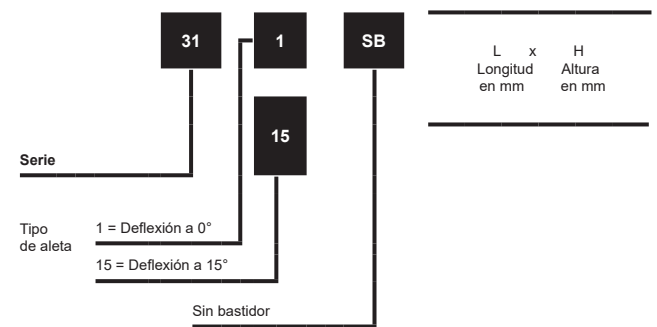 31 1 SB
L x H
Longitud Altura
en mm en mm
15
Serie
Tipo
de aleta
1 = Deflexión a 0°
15 = Deflexión a 15°
Sin bastidor